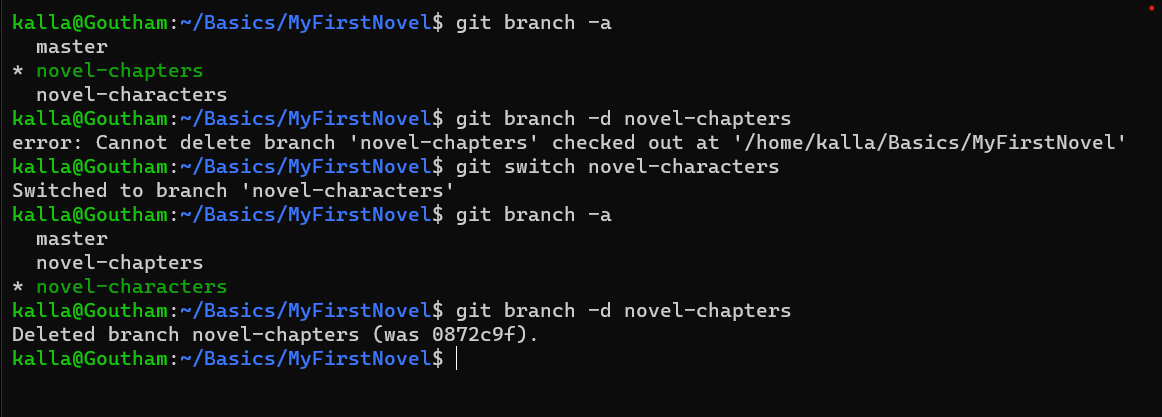 kalla@Goutham:~/Basics/MyFirstNovel$ git branch -a
  master
* novel-chapters
  novel-characters
kalla@Goutham:~/Basics/MyFirstNovel$ git branch -d novel-chapters
error: Cannot delete branch 'novel-chapters' checked out at '/home/kalla/Basics/MyFirstNovel'
kalla@Goutham:~/Basics/MyFirstNovel$ git switch novel-characters
Switched to branch 'novel-characters'
kalla@Goutham:~/Basics/MyFirstNovel$ git branch -a
  master
  novel-chapters
* novel-characters
kalla@Goutham:~/Basics/MyFirstNovel$ git branch -d novel-chapters
Deleted branch novel-chapters (was 0872c9f).
kalla@Goutham:~/Basics/MyFirstNovel$